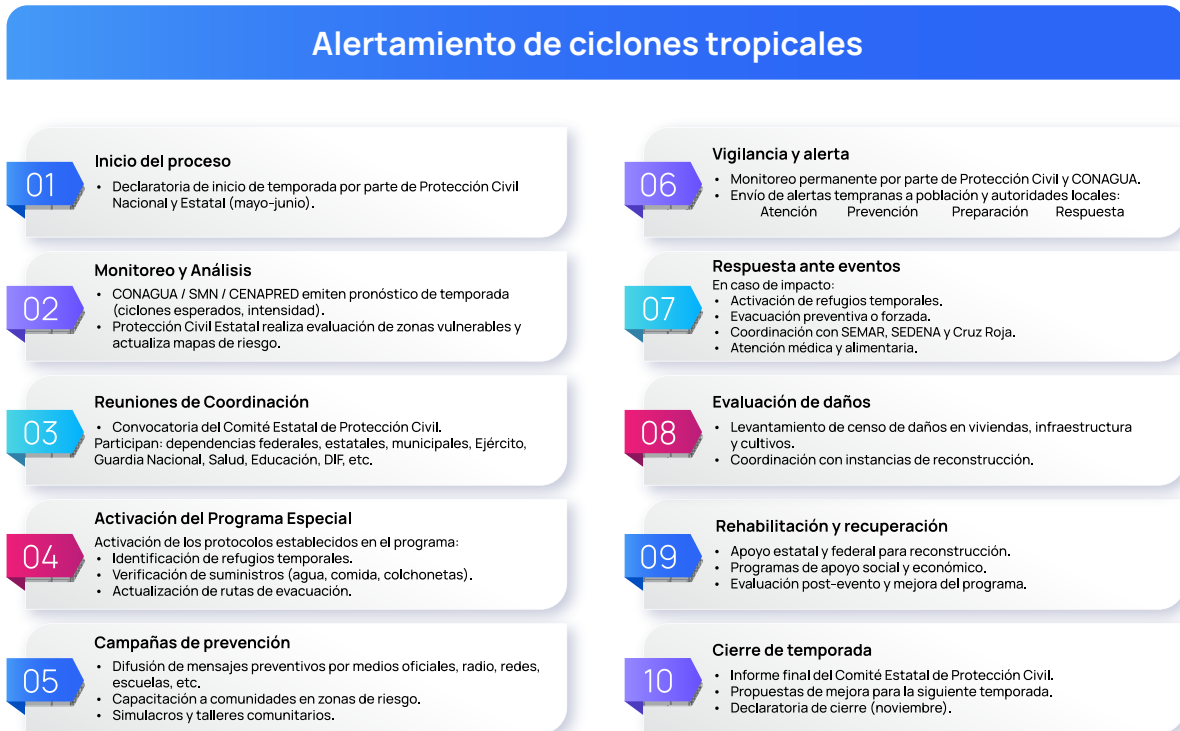 Alertamiento de ciclones tropicales
01
Inicio del proceso
• Declaratoria de inicio de temporada por parte de Protección Civil
Nacional y Estatal (mayo-junio).
02
Monitoreo y Análisis
• CONAGUA / SMN / CENAPRED emiten pronóstico de temporada
(ciclones esperados, intensidad).
• Protección Civil Estatal realiza evaluación de zonas vulnerables y
actualiza mapas de riesgo.
03
Reuniones de Coordinación
• Convocatoria del Comité Estatal de Protección Civil.
Participan: dependencias federales, estatales, municipales, Ejército,
Guardia Nacional, Salud, Educación, DIF, etc.
04
Activación del Programa Especial
Activación de los protocolos establecidos en el programa:
• Identificación de refugios temporales.
• Verificación de suministros (agua, comida, colchonetas).
• Actualización de rutas de evacuación.
05
Campañas de prevención
• Difusión de mensajes preventivos por medios oficiales, radio, redes,
escuelas, etc.
• Capacitación a comunidades en zonas de riesgo.
• Simulacros y talleres comunitarios.
06
Vigilancia y alerta
• Monitoreo permanente por parte de Protección Civil y CONAGUA.
• Envío de alertas tempranas a población y autoridades locales:
Atención Prevención Preparación Respuesta
07
Respuesta ante eventos
En caso de impacto:
• Activación de refugios temporales.
• Evacuación preventiva o forzada.
• Coordinación con SEMAR, SEDENA y Cruz Roja.
• Atención médica y alimentaria.
08
Evaluación de daños
• Levantamiento de censo de daños en viviendas, infraestructura
y cultivos.
• Coordinación con instancias de reconstrucción.
09
Rehabilitación y recuperación
• Apoyo estatal y federal para reconstrucción.
• Programas de apoyo social y económico.
• Evaluación post-evento y mejora del programa.
10
Cierre de temporada
• Informe final del Comité Estatal de Protección Civil.
• Propuestas de mejora para la siguiente temporada.
• Declaratoria de cierre (noviembre).